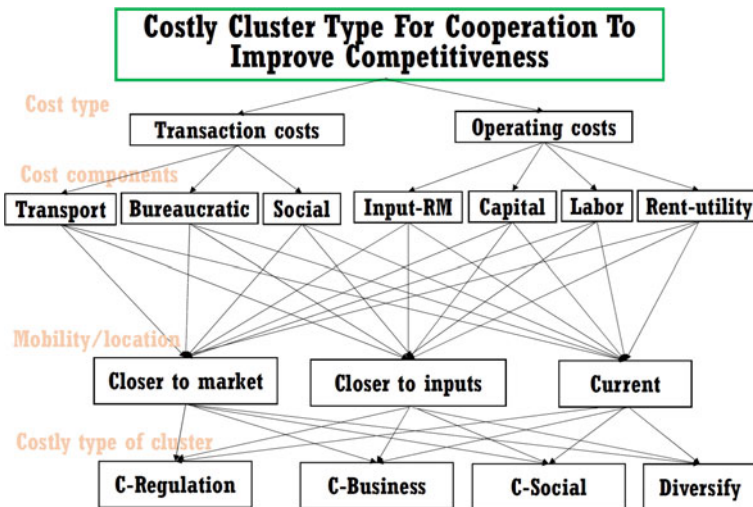 Costly Cluster Type For Cooperation To
Improve Competitiveness
Cost type
Transaction costs
Operating costs
Cost components
Transport
Bureaucratic
Social
Input-RM
Capital
Labor
Rent-utility
Mobility/location
Closer to market
Closer to inputs
Current
Costly type of cluster
C-Regulation
C-Business
C-Social
Diversify